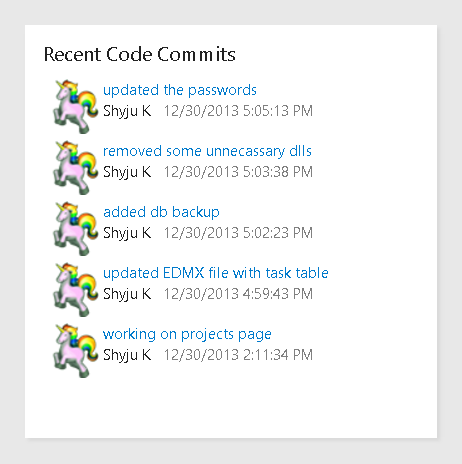 Recent Code Commits
updated the passwords
Shyju K 12/30/2013 5:05:13 PM
removed some unnecassary dlls
Shyju K 12/30/2013 5:03:38 PM
added db backup
Shyju K 12/30/2013 5:02:23 PM
updated EDMX file with task table
Shyju K 12/30/2013 4:59:43 PM
working on projects page
Shyju K 12/30/2013 2:11:34 PM